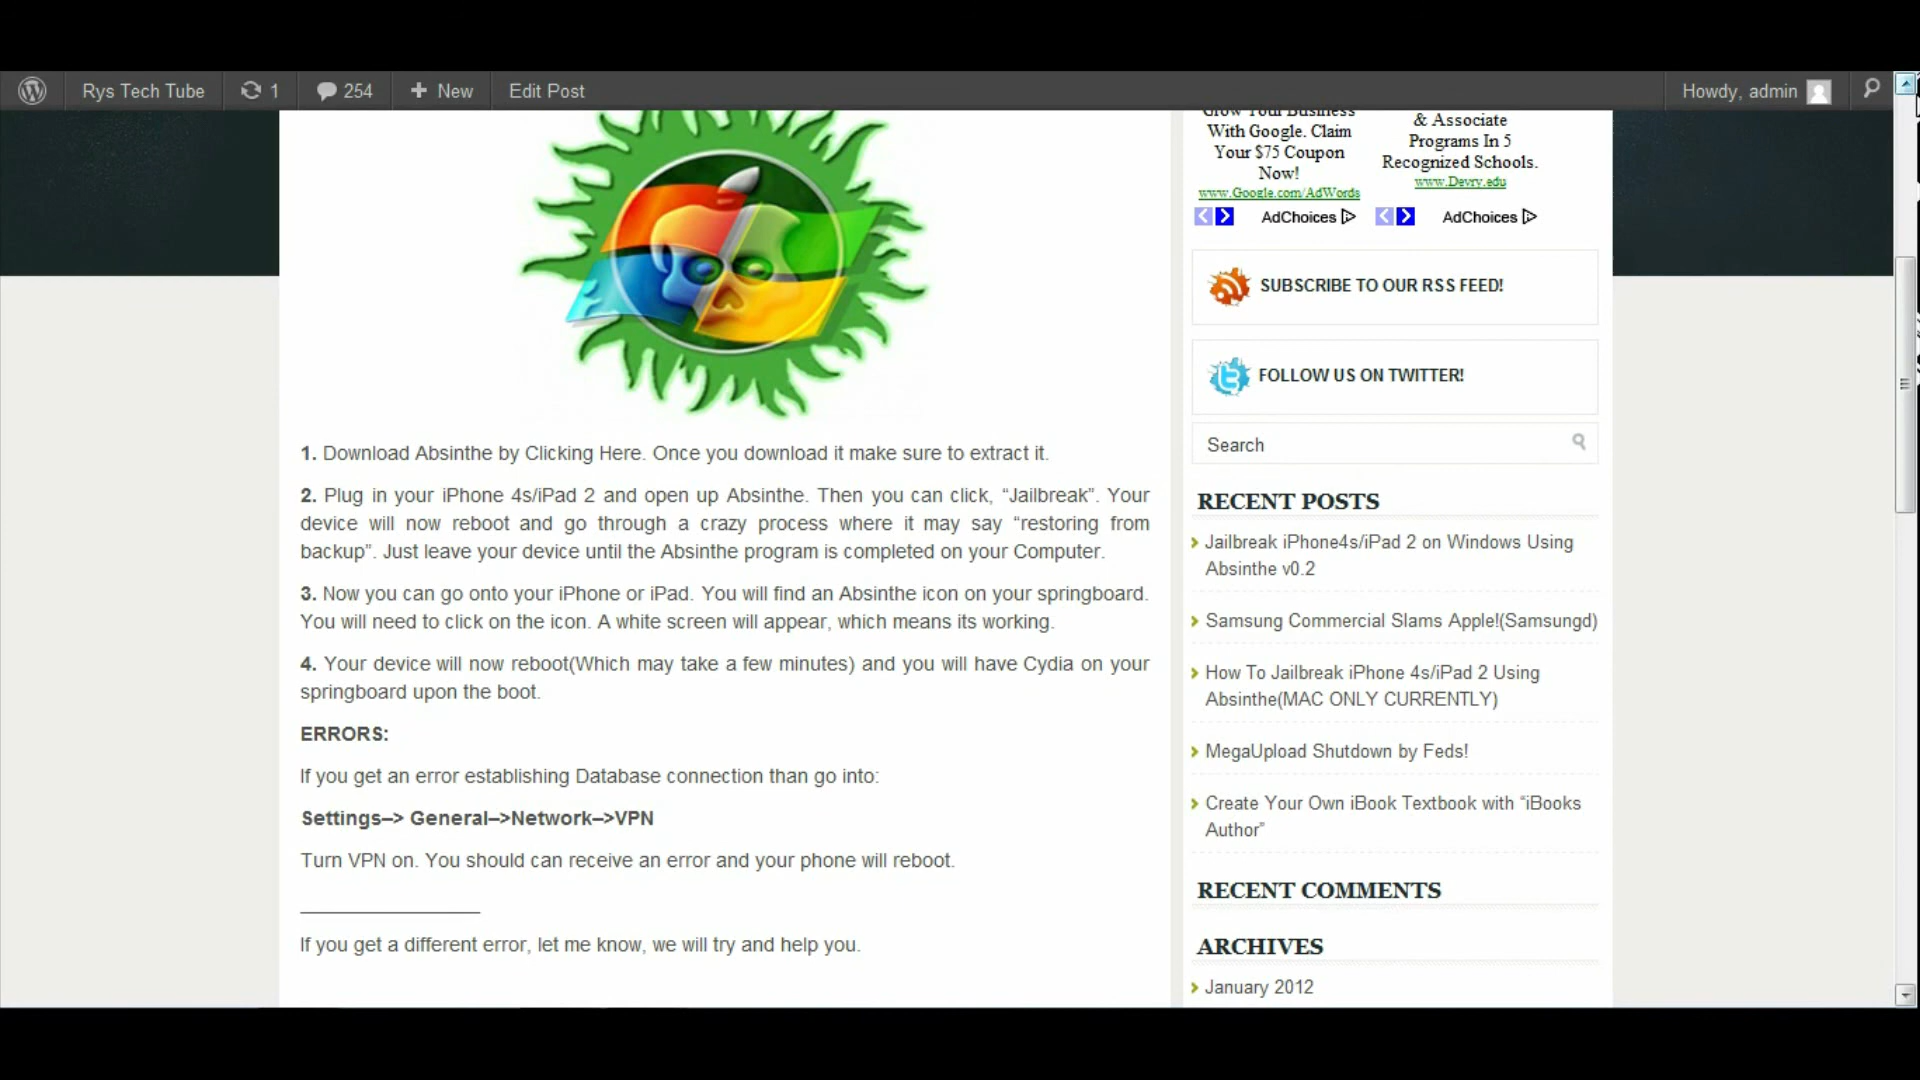 Rys Tech Tube 1 254 New Edit Post Howdy, admin
1. Download Absinthe by Clicking Here. Once you download it make sure to extract it.
2. Plug in your iPhone 4s/iPad 2 and open up Absinthe. Then you can click, “Jailbreak”. Your
device will now reboot and go through a crazy process where it may say “restoring from
backup”. Just leave your device until the Absinthe program is completed on your Computer.
3. Now you can go onto your iPhone or iPad. You will find an Absinthe icon on your springboard.
You will need to click on the icon. A white screen will appear, which means its working.
4. Your device will now reboot(Which may take a few minutes) and you will have Cydia on your
springboard upon the boot.
ERRORS:
If you get an error establishing Database connection than go into:
Settings–> General–>Network–>VPN
Turn VPN on. You should can receive an error and your phone will reboot.
If you get a different error, let me know, we will try and help you.
Grow Your Business
With Google. Claim
Your $75 Coupon
Now!
www.Google.com/AdWords
AdChoices
& Associate
Programs In 5
Recognized Schools.
www.Devry.edu
AdChoices
SUBSCRIBE TO OUR RSS FEED!
FOLLOW US ON TWITTER!
Search
RECENT POSTS
Jailbreak iPhone4s/iPad 2 on Windows Using
Absinthe v0.2
Samsung Commercial Slams Apple!(Samsungd)
How To Jailbreak iPhone 4s/iPad 2 Using
Absinthe(MAC ONLY CURRENTLY)
MegaUpload Shutdown by Feds!
Create Your Own iBook Textbook with “iBooks
Author”
RECENT COMMENTS
ARCHIVES
January 2012